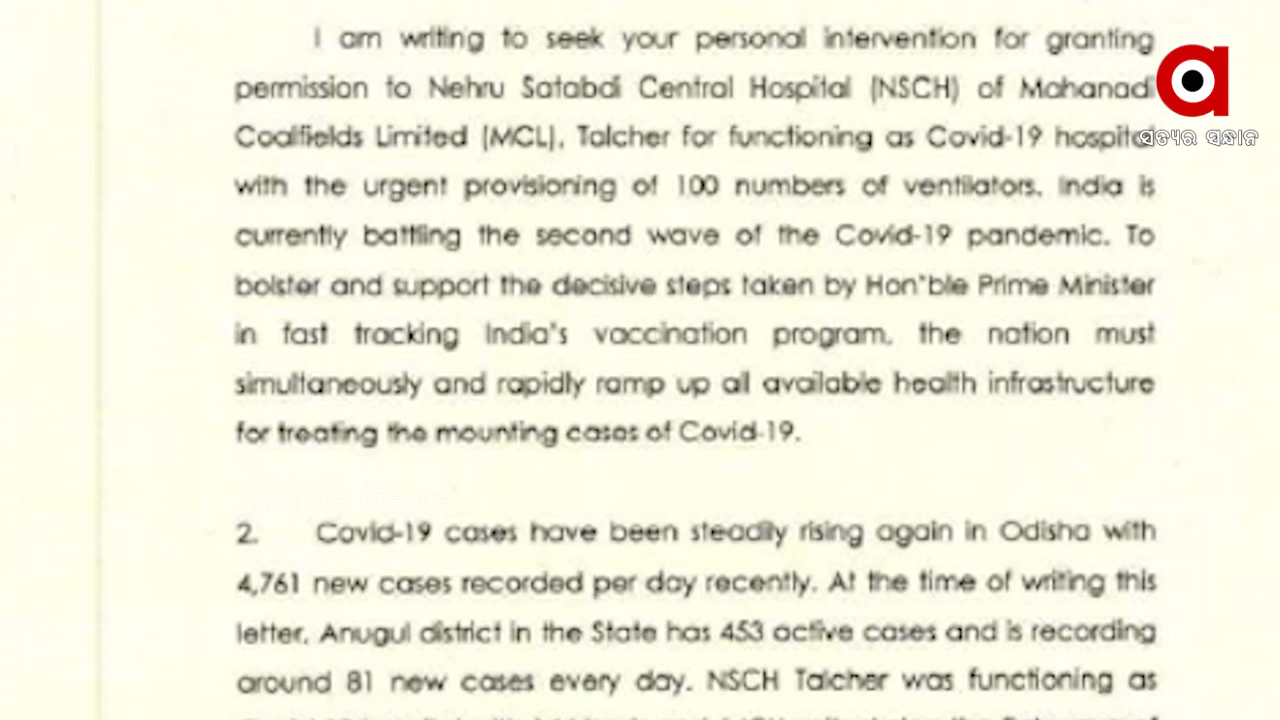 I am writing to seek your personal intervention for granting
permission to Nehru Satabdi Central Hospital (NSCH) of Mahanadi
Coalfields Limited (MCL), Talcher for functioning as Covid-19 hospital
with the urgent provisioning of 100 numbers of ventilators. India is
currently battling the second wave of the Covid-19 pandemic. To
bolster and support the decisive steps taken by Hon'ble Prime Minister
in fast tracking India's vaccination program, the nation must
simultaneously and rapidly ramp up all available health infrastructure
for treating the mounting cases of Covid-19.
2. Covid-19 cases have been steadily rising again in Odisha with
4,761 new cases recorded per day recently. At the time of writing this
letter, Anugul district in the State has 453 active cases and is recording
around 81 new cases every day. NSCH Talcher was functioning as
a
ସତ୍ୟର ସନ୍ଧାନ